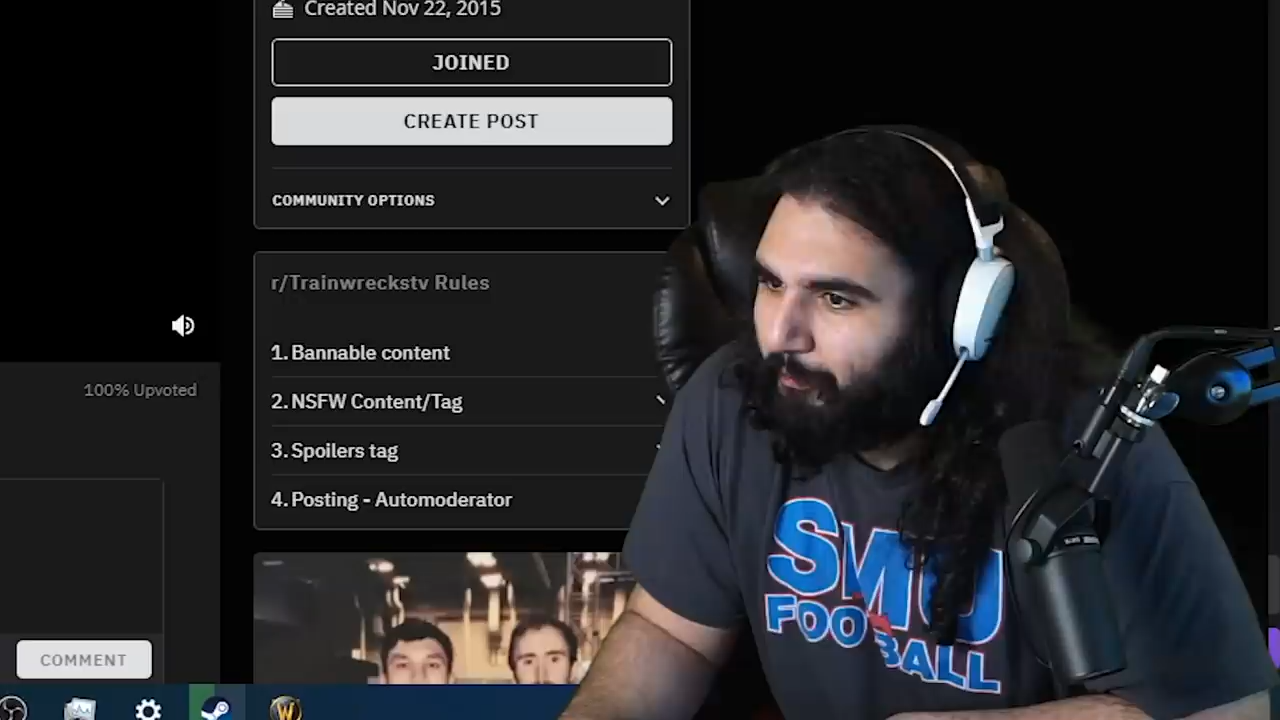 Created Nov 22, 2015
JOINED
CREATE POST
COMMUNITY OPTIONS
r/Trainwreckstv Rules
1. Bannable content
100% Upvoted
2. NSFW Content/Tag
3. Spoilers tag
4. Posting - Automoderator
SMU
FOOTBALL
COMMENT
W